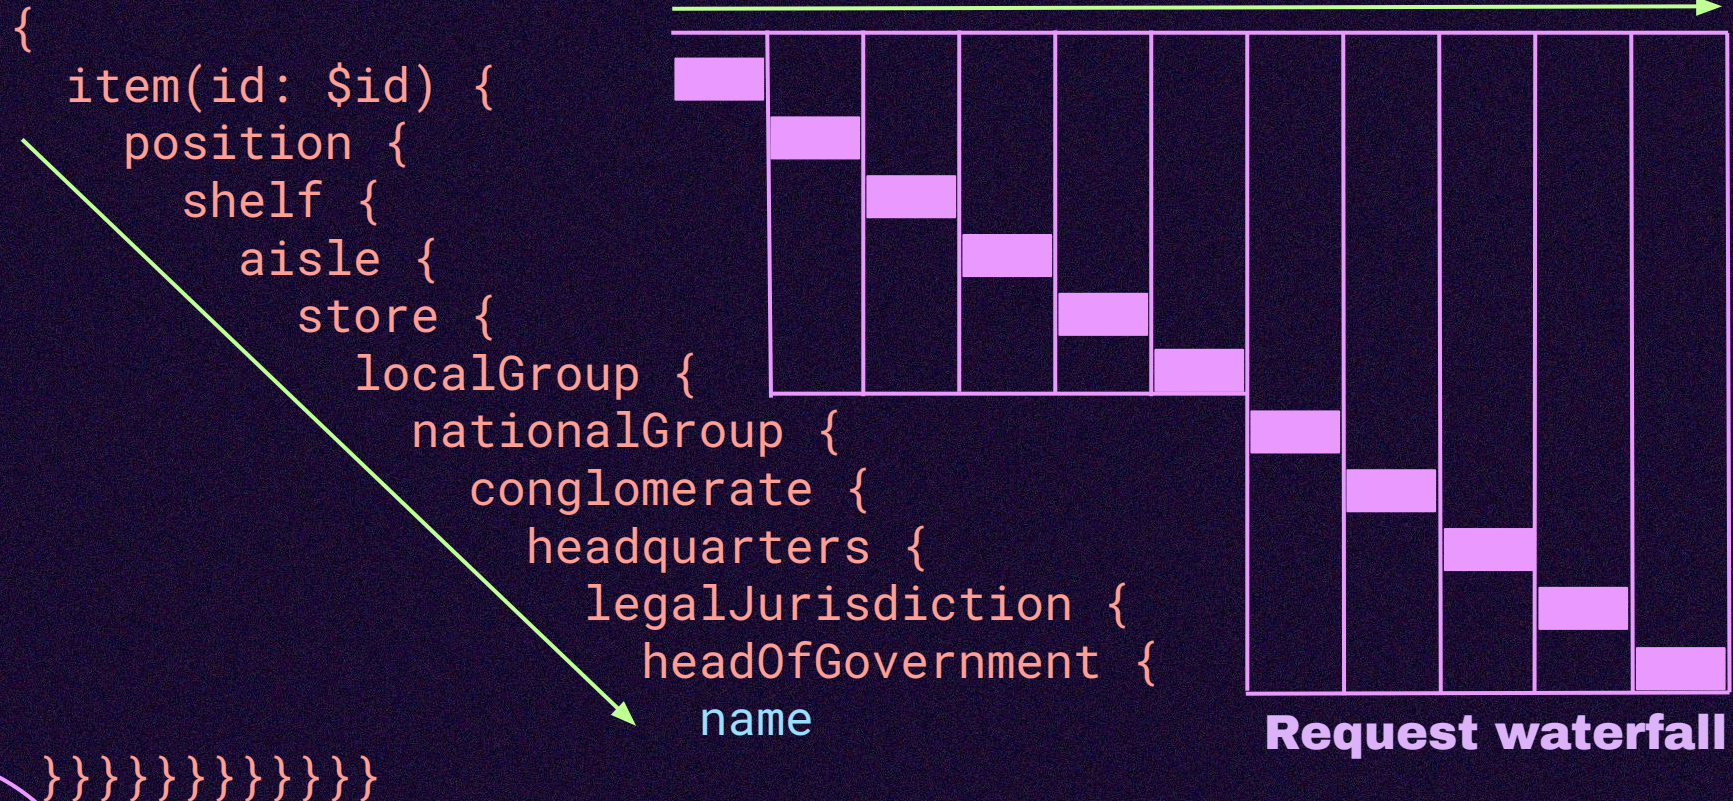 {
item(id: $id) {
position {
shelf {
aisle {
store {
localGroup {
nationalGroup {
conglomerate {
headquarters {
legalJurisdiction {
headOfGovernment {
name
}}}}}}}}}}}}
Request waterfall